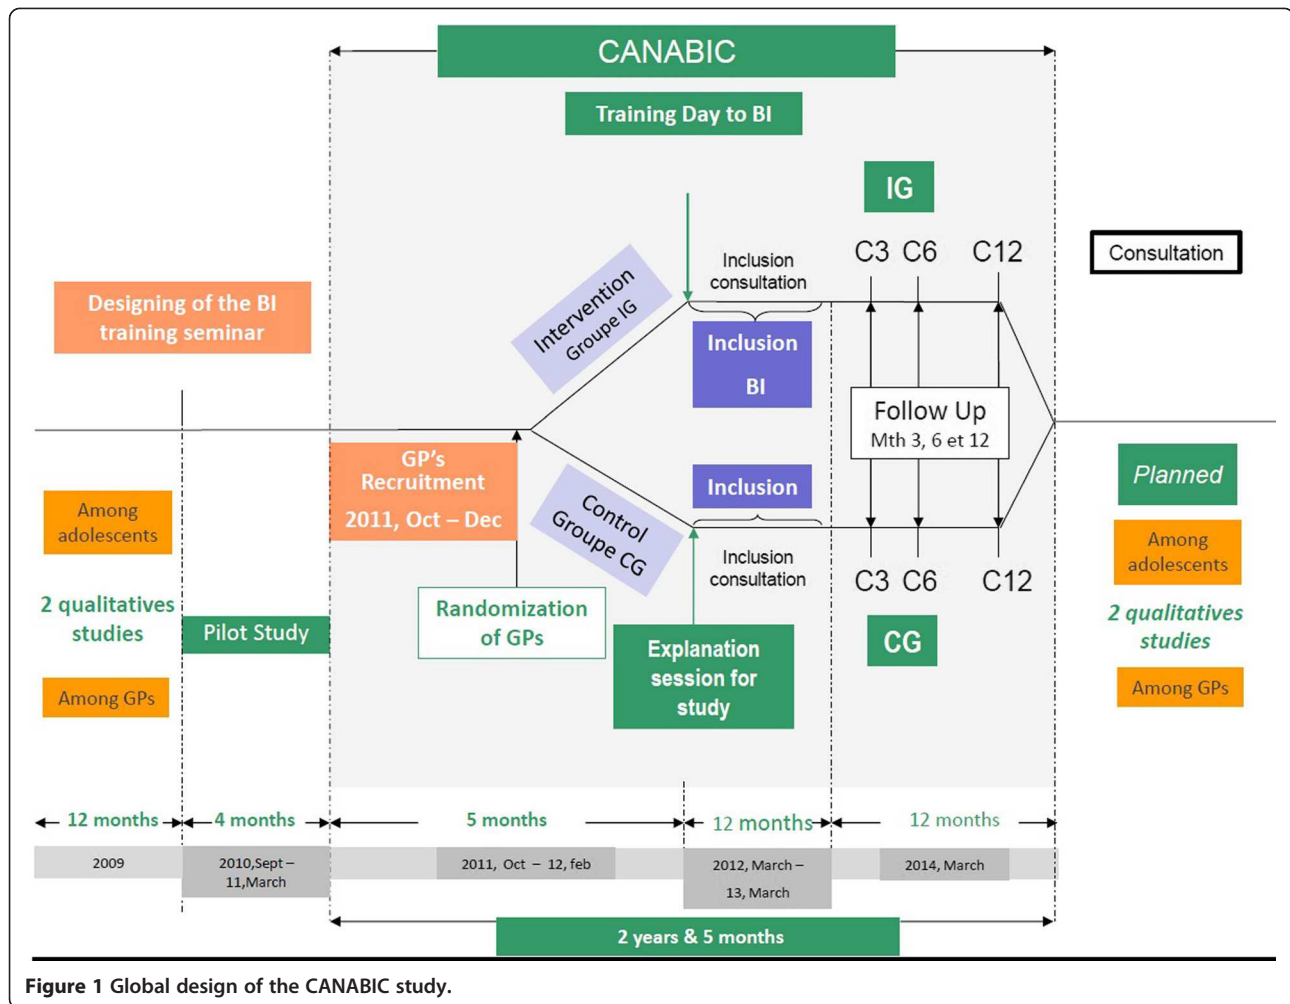 CANABIC
Training Day to BI
IG
C3 C6 C12
Consultation
Inclusion
consultation
Intervention
Groupe IG
Designing of the BI
training seminar
Inclusion
BI
Follow Up
Mth 3, 6 et 12
GP's
Recruitment
2011, Oct – Dec
Inclusion
Control
Groupe CG
Planned
Among
adolescents
Among
adolescents
Inclusion
consultation
C3 C6 C12
2 qualitatives
studies
Pilot Study
Randomization
of GPs
Explanation
session for
study
CG
2 qualitatives
studies
Among GPs
Among GPs
12 months
4 months
5 months
12 months
12 months
2009
2010,Sept –
11,March
2011, Oct – 12, feb
2012, March –
13, March
2014, March
2 years & 5 months
Figure 1 Global design of the CANABIC study.